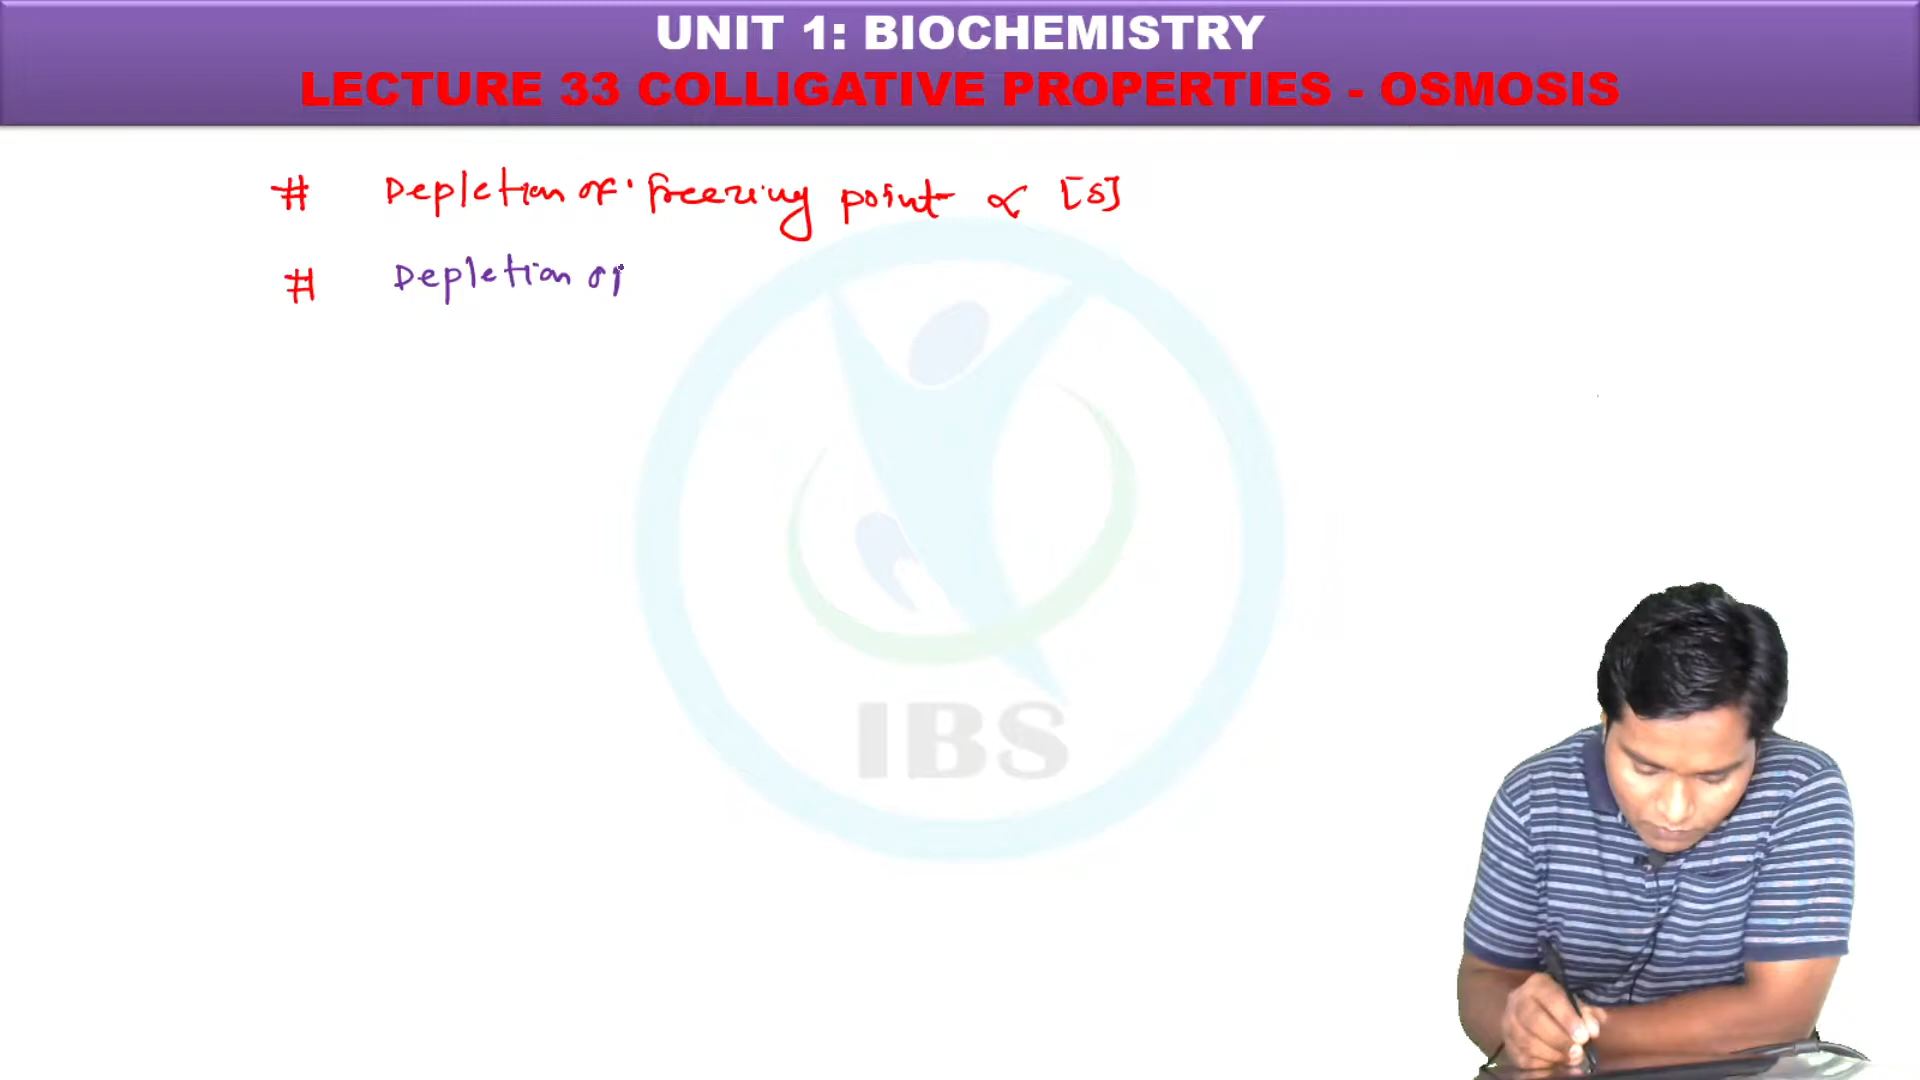 UNIT 1: BIOCHEMISTRY
LECTURE 33 COLLIGATIVE PROPERTIES - OSMOSIS
# Depletion of freezing point ∝ [S]
# Depletion of
IBS